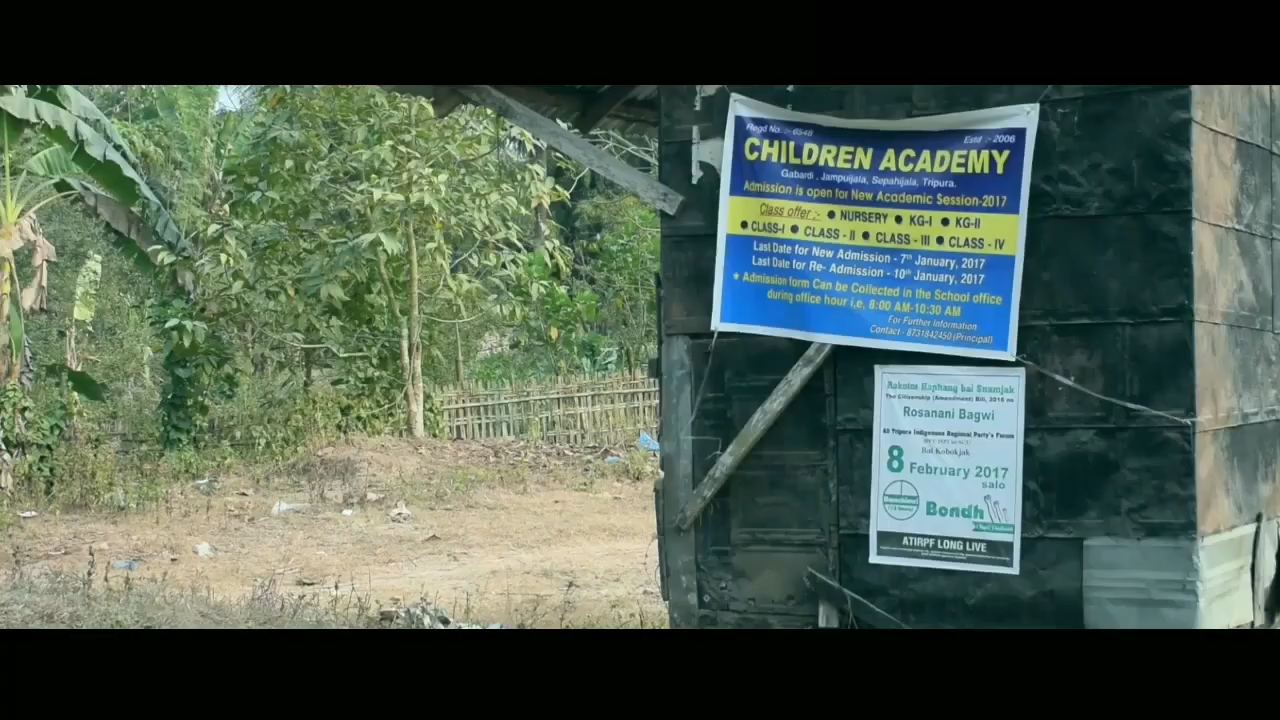 Regd No. :- 6548
Estd :- 2006
CHILDREN ACADEMY
Gabardi , Jampuijala, Sepahijala, Tripura.
Admission is open for New Academic Session-2017
Class offer :- ● NURSERY ● KG-I ● KG-II
● CLASS-I ● CLASS - II ● CLASS - III ● CLASS - IV
Last Date for New Admission - 7th January, 2017
Last Date for Re- Admission - 10th January, 2017
* Admission form Can be Collected in the School office
during office hour i.e, 8:00 AM-10:30 AM
For Further Information
Contact - 8731842450 (Principal)
The Citizenship (Amendment) Bill, 2016 no
Rosanani Bagwi
All Tripura Indigenous Regional Party's Forum
Bai Kobokjak
8 February 2017
salo
Bondh
ATIRPF LONG LIVE